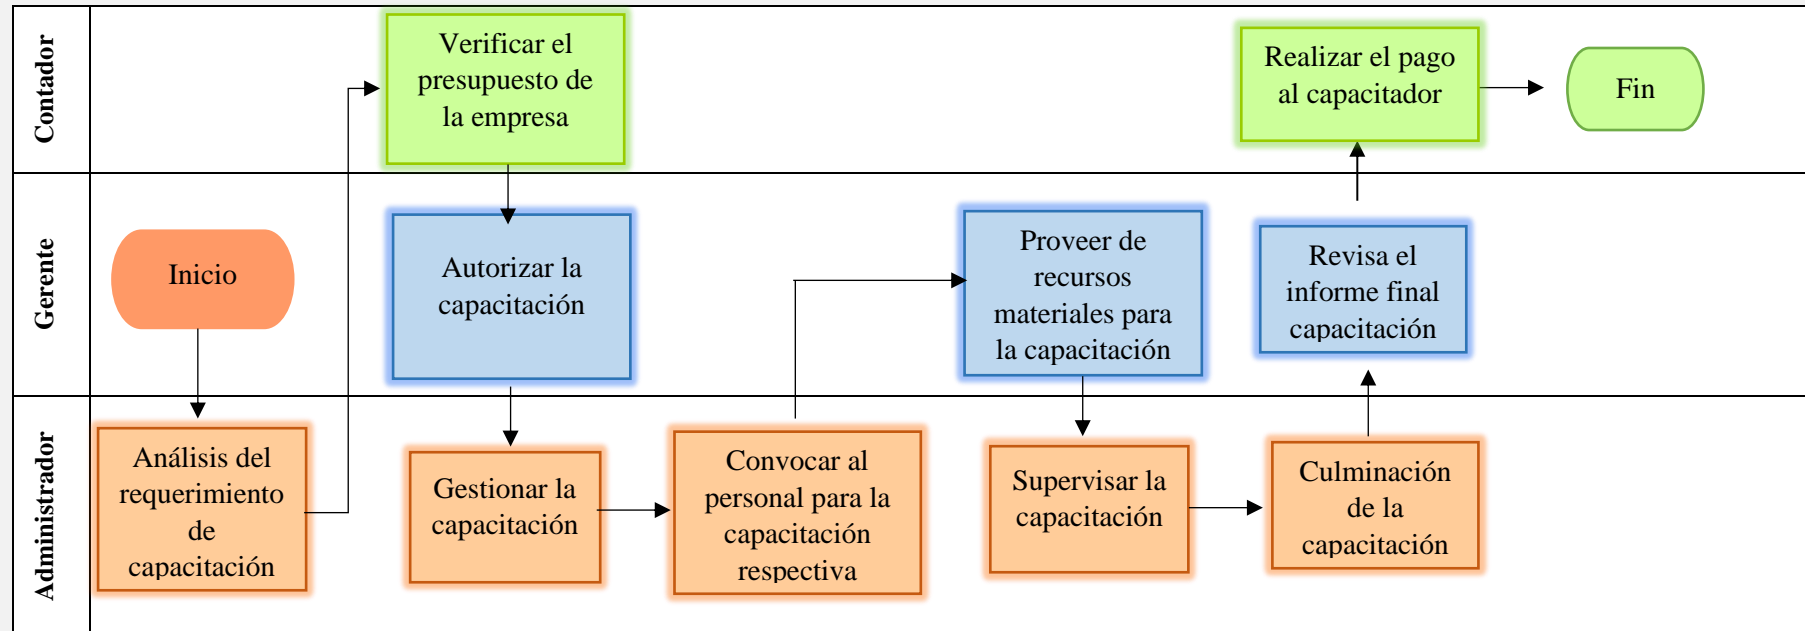 Contador
Verificar el
presupuesto de
la empresa
Realizar el pago
al capacitador
Fin
Gerente
Inicio
Autorizar la
capacitación
Proveer de
recursos
materiales para
la capacitación
Revisa el
informe final
capacitación
Administrador
Análisis del
requerimiento
de
capacitación
Gestionar la
capacitación
Convocar al
personal para la
capacitación
respectiva
Supervisar la
capacitación
Culminación
de la
capacitación